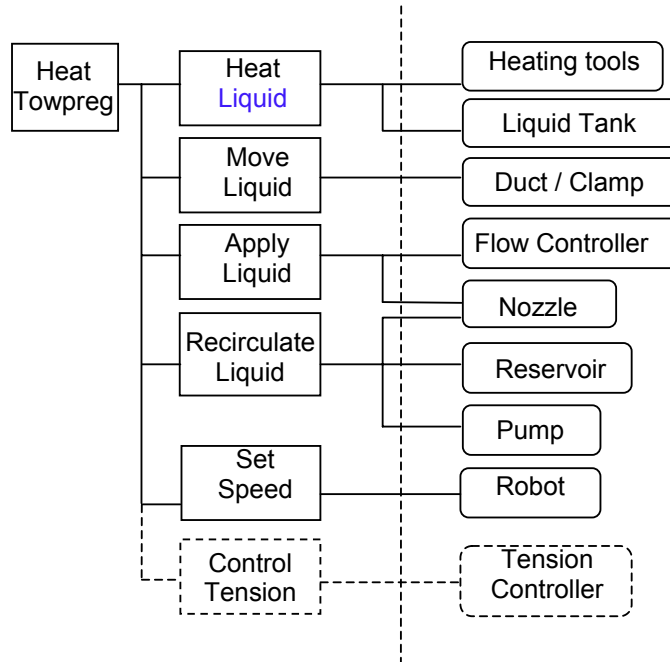 Heat
Towpreg
Heat
Liquid
Move
Liquid
Apply
Liquid
Recirculate
Liquid
Set
Speed
Control
Tension
Heating tools
Liquid Tank
Duct / Clamp
Flow Controller
Nozzle
Reservoir
Pump
Robot
Tension
Controller